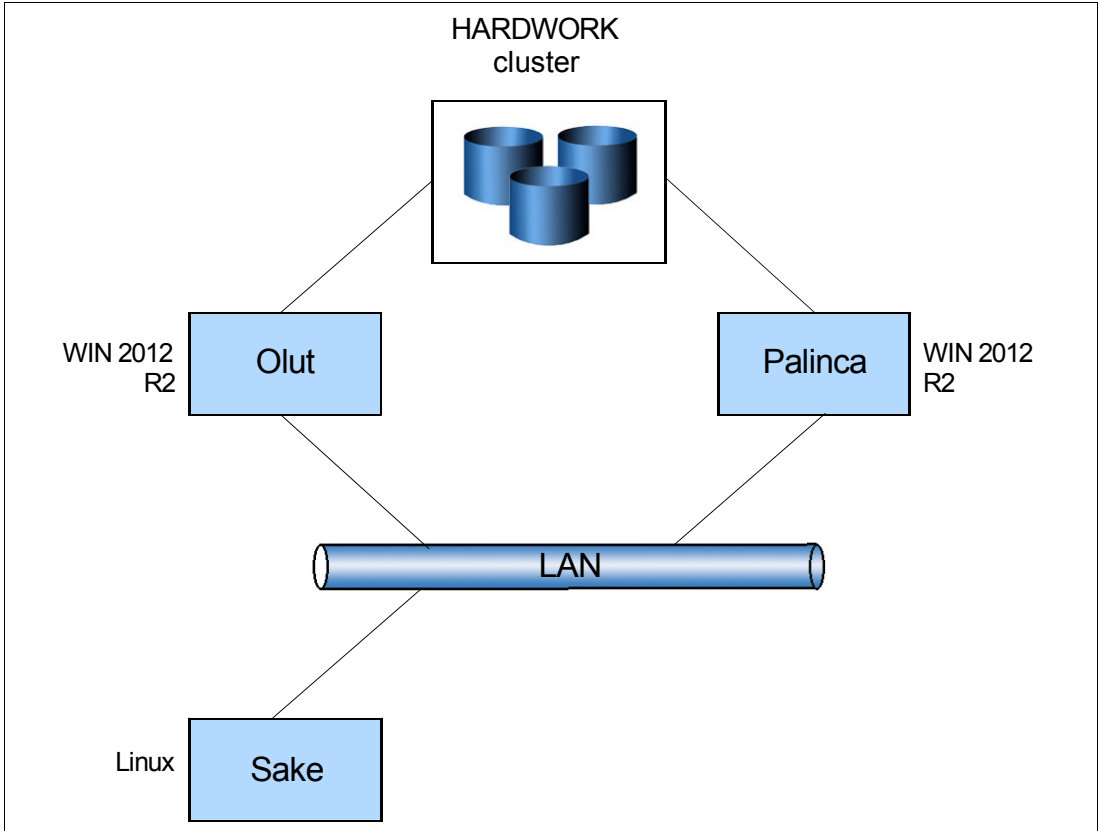 HARDWORK
cluster
WIN 2012
R2
Olut
Palinca
WIN 2012
R2
LAN
Linux
Sake